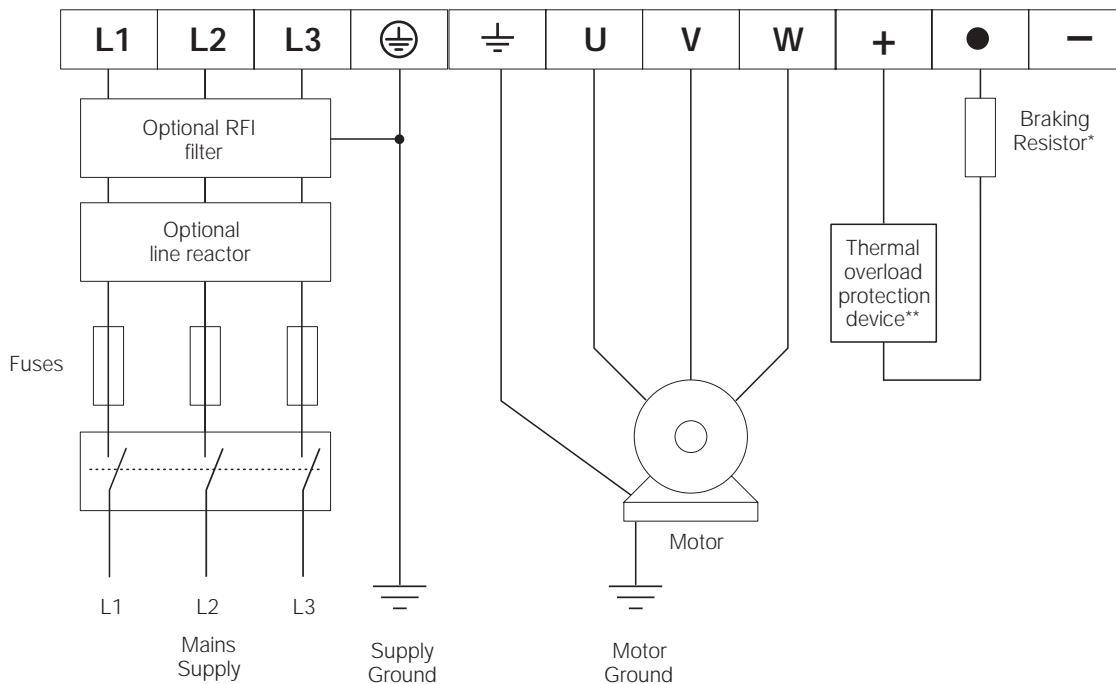 L1 L2 L3 U V W + ● −
Optional RFI
filter
Optional
line reactor
Fuses
Braking
Resistor*
Thermal
overload
protection
device**
Motor
L1 L2 L3
Mains
Supply
Supply
Ground
Motor
Ground